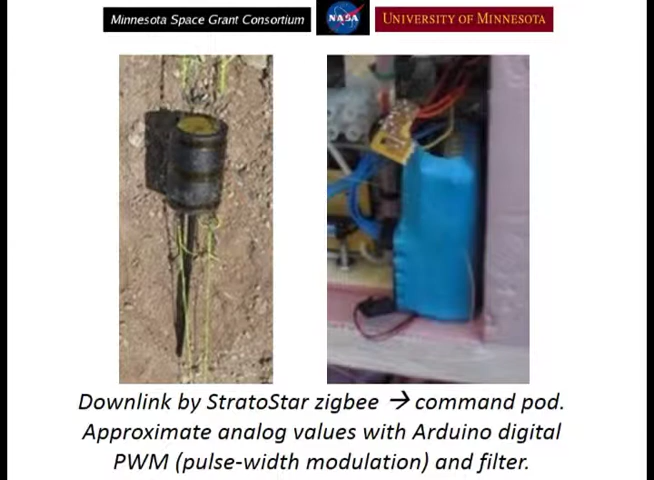 Minnesota Space Grant Consortium
NASA
UNIVERSITY OF MINNESOTA
Downlink by StratoStar zigbee → command pod.
Approximate analog values with Arduino digital
PWM (pulse-width modulation) and filter.